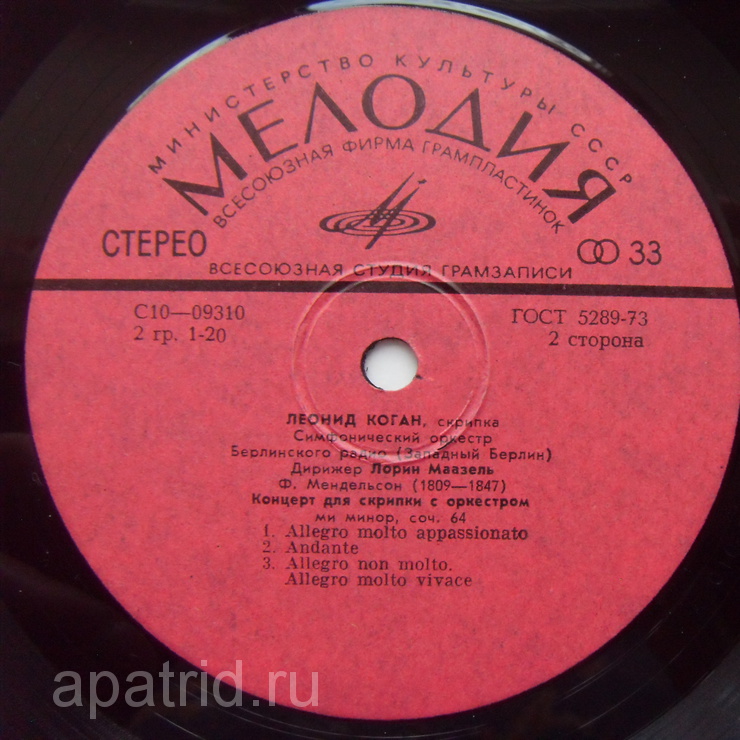 МИНИСТЕРСТВО КУЛЬТУРЫ СССР
МЕЛОДИЯ
ВСЕСОЮЗНАЯ ФИРМА ГРАМПЛАСТИНОК
СТЕРЕО
33
ВСЕСОЮЗНАЯ СТУДИЯ ГРАМЗАПИСИ
С10—09310
ГОСТ 5289-73
2 гр. 1-20
2 сторона
ЛЕОНИД КОГАН, скрипка
Симфонический оркестр
Берлинского радио (Западный Берлин)
Дирижер Лорин Маазель
Ф. Мендельсон (1809—1847)
Концерт для скрипки с оркестром
ми минор, соч. 64
1. Allegro molto appassionato
2. Andante
3. Allegro non molto.
Allegro molto vivace
apatrid.ru